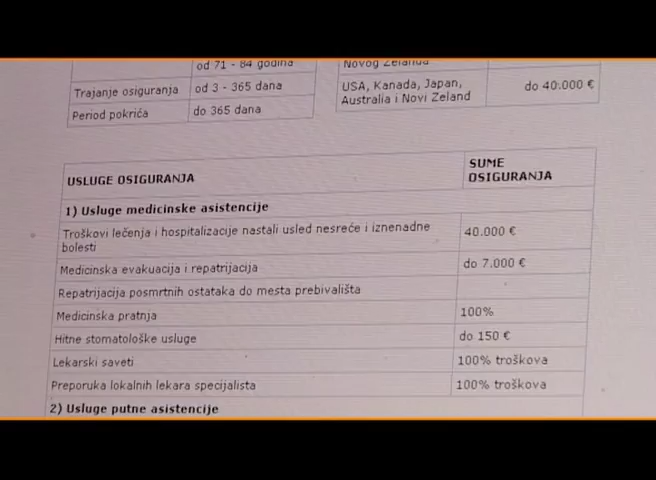 od 71 - 84 godina
Trajanje osiguranja od 3 - 365 dana
Period pokrića do 365 dana
Novog Zelanda
USA, Kanada, Japan, do 40.000 €
Australia i Novi Zeland
USLUGE OSIGURANJA
SUME
OSIGURANJA
1) Usluge medicinske asistencije
Troškovi lečenja i hospitalizacije nastali usled nesreće i iznenadne
bolesti
40.000 €
Medicinska evakuacija i repatrijacija do 7.000 €
Repatrijacija posmrtnih ostataka do mesta prebivališta
Medicinska pratnja 100%
Hitne stomatološke usluge do 150 €
Lekarski saveti 100% troškova
Preporuka lokalnih lekara specijalista 100% troškova
2) Usluge putne asistencije